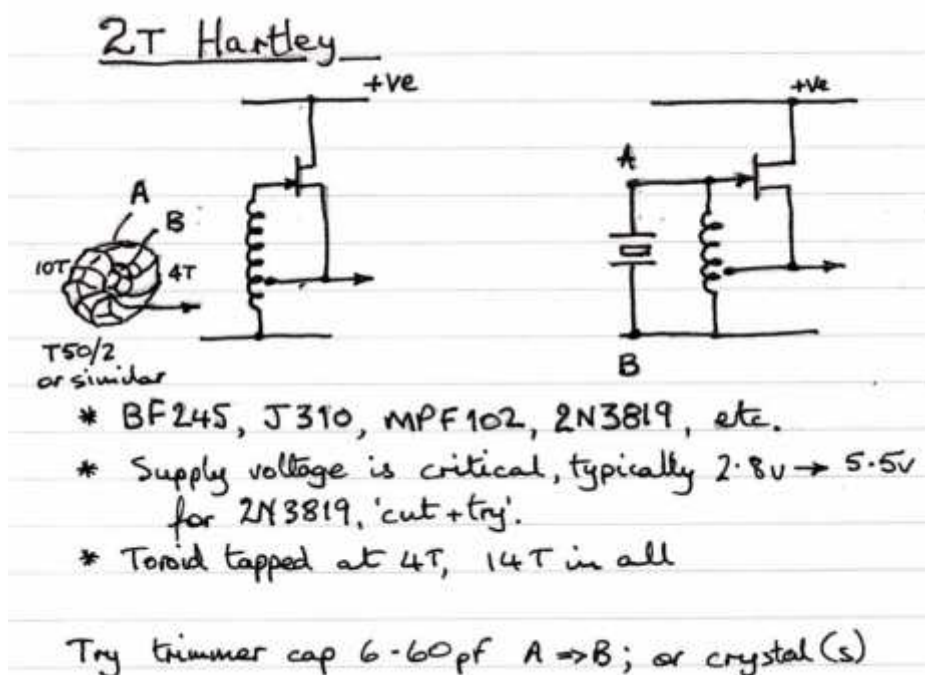 2T Hartley
+ve
+ve
A
A
B
10T
4T
B
T50/2
or similar
* BF245, J310, MPF102, 2N3819, etc.
* Supply voltage is critical, typically 2.8v → 5.5v
for 2N3819, 'cut + try'.
* Toroid tapped at 4T, 14T in all
Try trimmer cap 6-60pf A => B; or crystal(s)